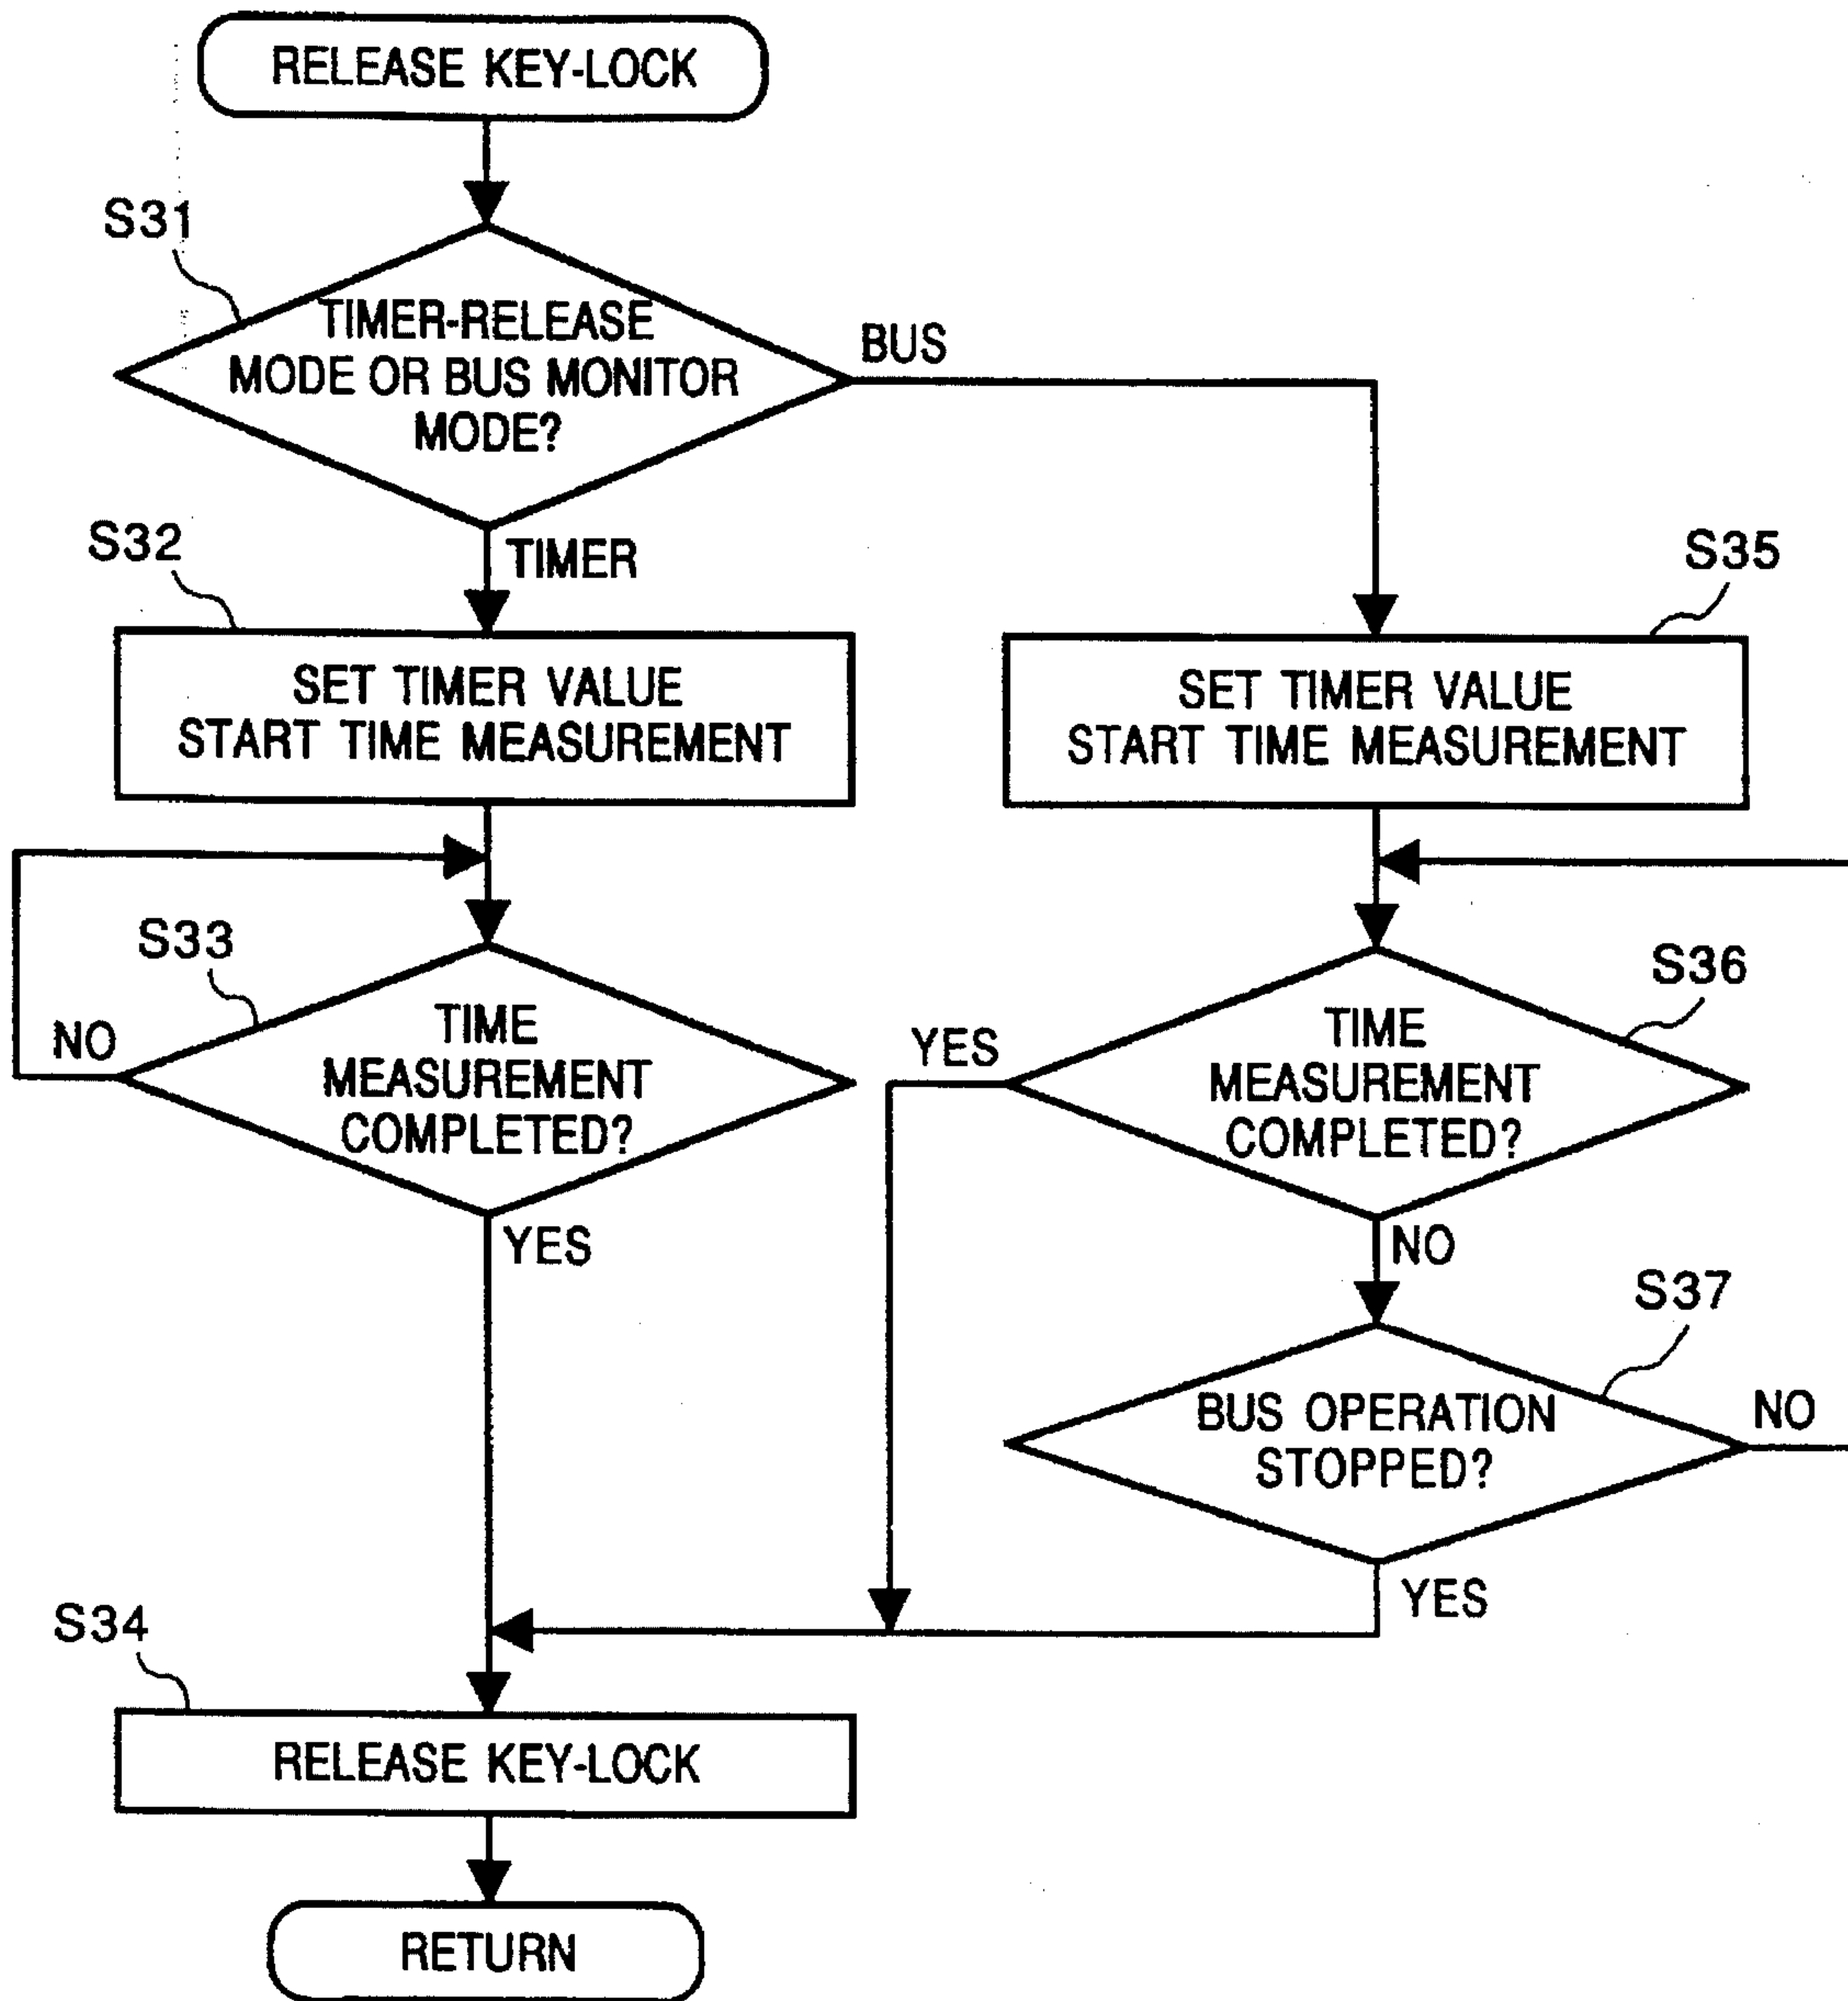 RELEASE KEY-LOCK
S31
TIMER-RELEASE
MODE OR BUS MONITOR
MODE?
BUS
TIMER
S32
SET TIMER VALUE
START TIME MEASUREMENT
S35
SET TIMER VALUE
START TIME MEASUREMENT
S33
TIME
MEASUREMENT
COMPLETED?
NO
YES
S36
TIME
MEASUREMENT
COMPLETED?
YES
NO
S37
BUS OPERATION
STOPPED?
NO
YES
S34
RELEASE KEY-LOCK
RETURN